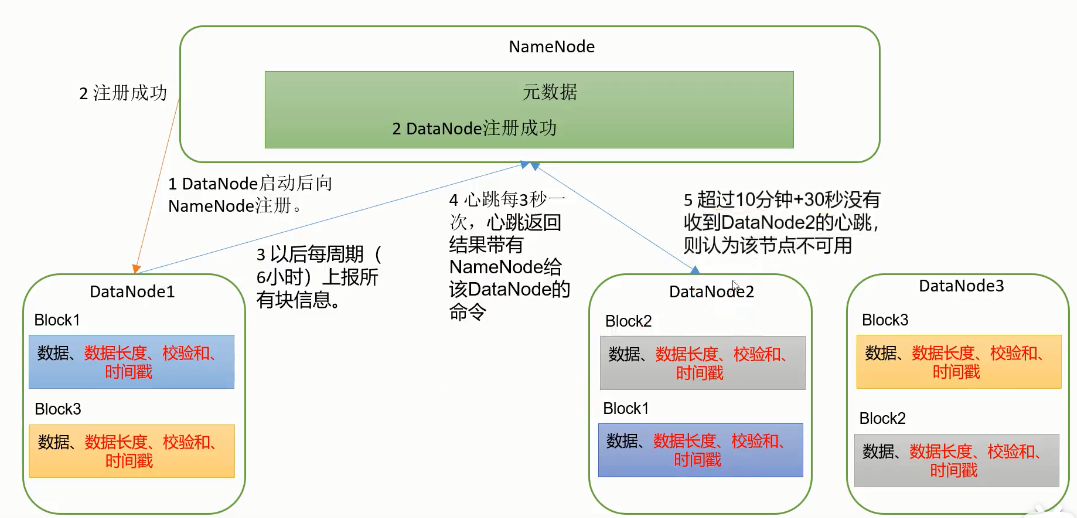 NameNode
元数据
2 DataNode注册成功
2 注册成功
1 DataNode启动后向
NameNode注册。
3 以后每周期（
6小时）上报所
有块信息。
4 心跳每3秒一
次，心跳返回
结果带有
NameNode给
该DataNode的
命令
5 超过10分钟+30秒没有
收到DataNode2的心跳，
则认为该节点不可用
DataNode1
Block1
数据、数据长度、校验和、
时间戳
Block3
数据、数据长度、校验和、
时间戳
DataNode2
Block2
数据、数据长度、校验和、
时间戳
Block1
数据、数据长度、校验和、
时间戳
DataNode3
Block3
数据、数据长度、校验和、
时间戳
Block2
数据、数据长度、校验和、
时间戳